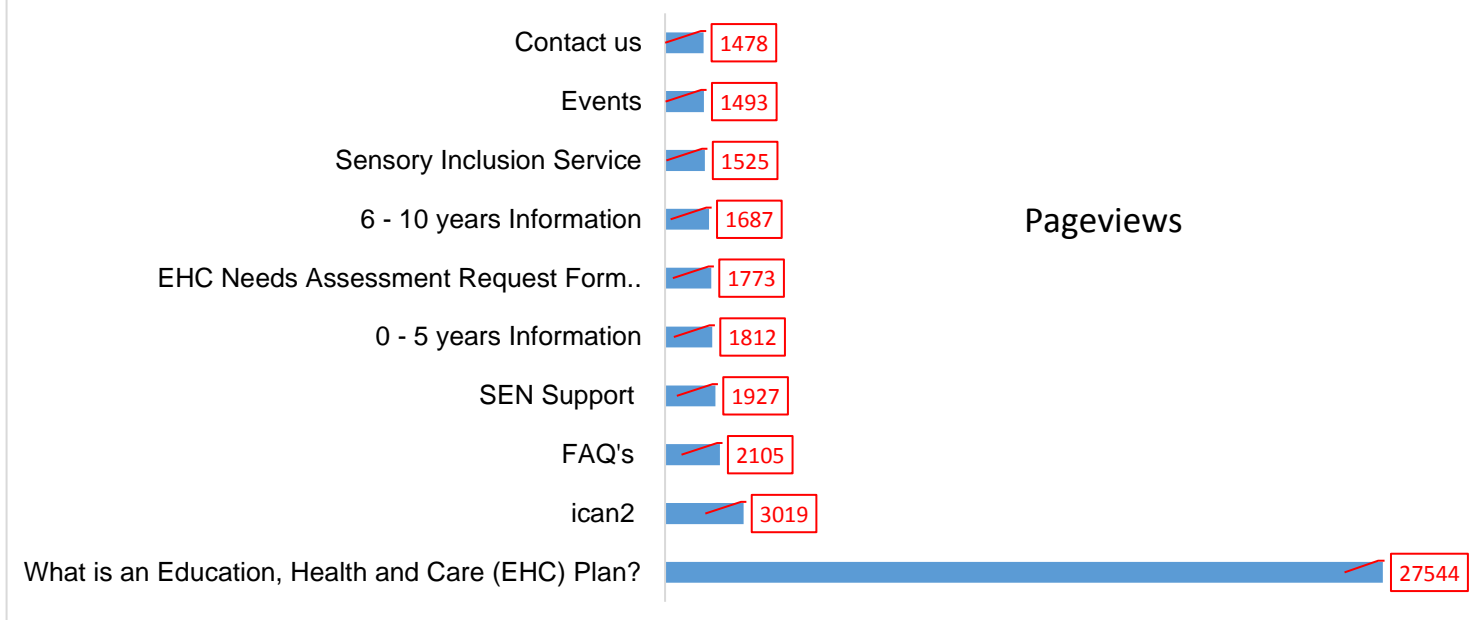 Contact us 1478
Events 1493
Sensory Inclusion Service 1525
6 - 10 years Information 1687
Pageviews
EHC Needs Assessment Request Form.. 1773
0 - 5 years Information 1812
SEN Support 1927
FAQ's 2105
ican2 3019
What is an Education, Health and Care (EHC) Plan? 27544